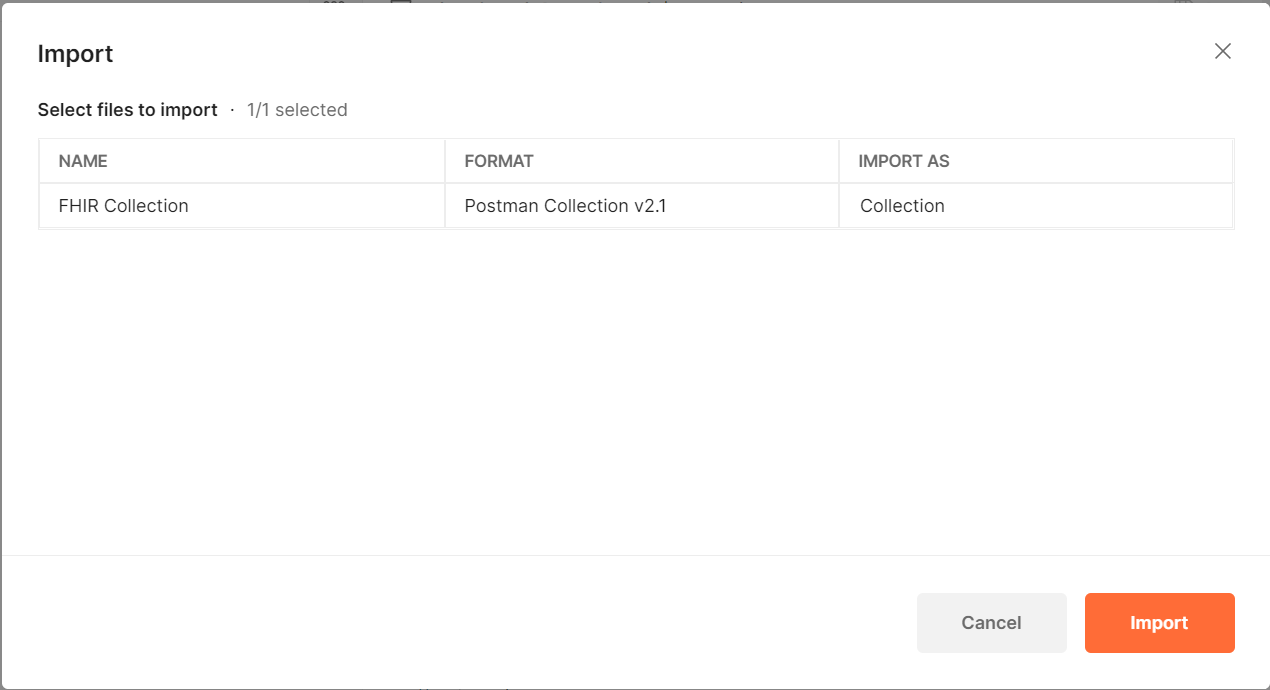 Import
Select files to import · 1/1 selected
NAME FORMAT IMPORT AS
FHIR Collection Postman Collection v2.1 Collection
Cancel Import